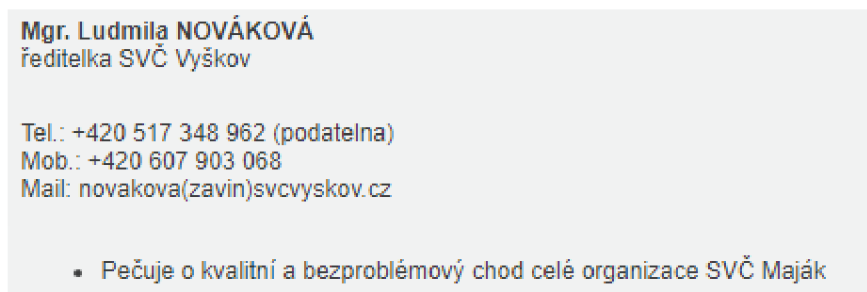 Mgr. Ludmila NOVÁKOVÁ
ředitelka SVČ Vyškov
Tel.: +420 517 348 962 (podatelna)
Mob.: +420 607 903 068
Mail: novakova(zavin)svcvyskov.cz
• Pečuje o kvalitní a bezproblémový chod celé organizace SVČ Maják